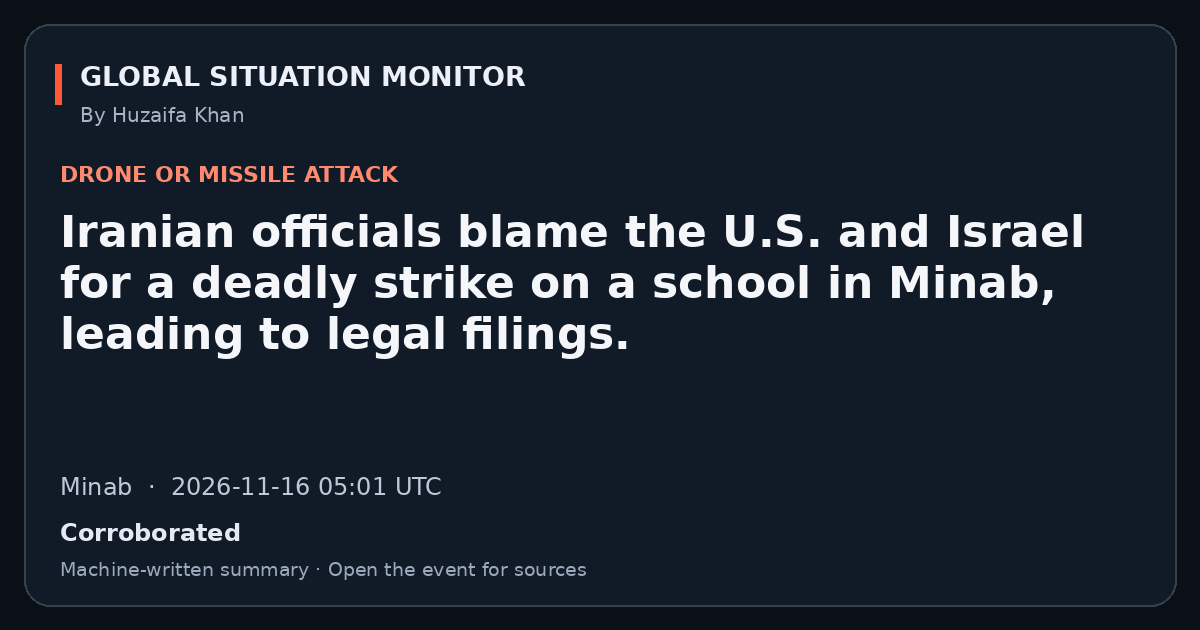 GLOBAL SITUATION MONITOR
By Huzaifa Khan
DRONE OR MISSILE ATTACK
Iranian officials blame the U.S. and Israel
for a deadly strike on a school in Minab,
leading to legal filings.
Minab · 2026-11-16 05:01 UTC
Corroborated
Machine-written summary · Open the event for sources